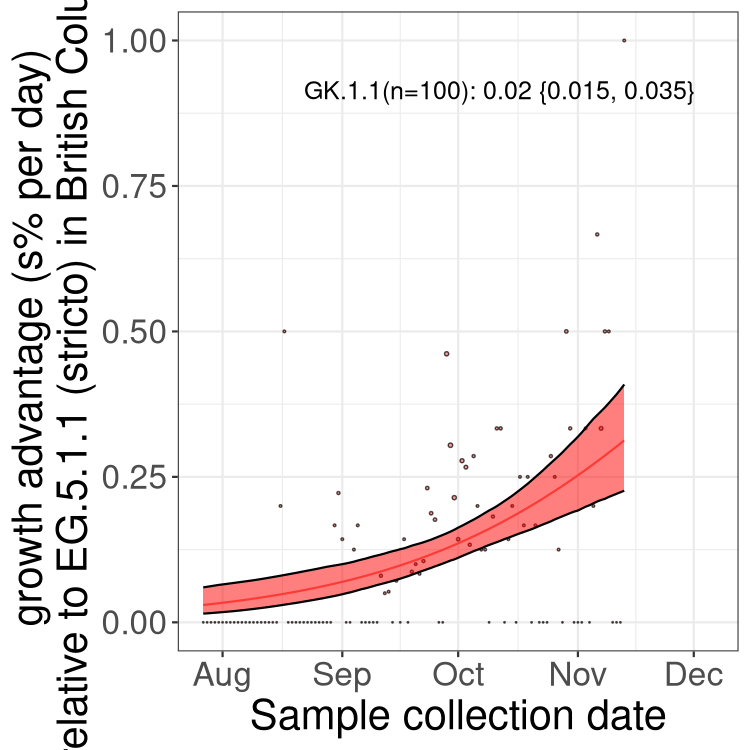 growth advantage (s% per day)
relative to EG.5.1.1 (stricto) in British
1.00
0.75
0.50
0.25
0.00
GK.1.1(n=100): 0.02 {0.015, 0.035}
Aug Sep Oct Nov Dec
Sample collection date